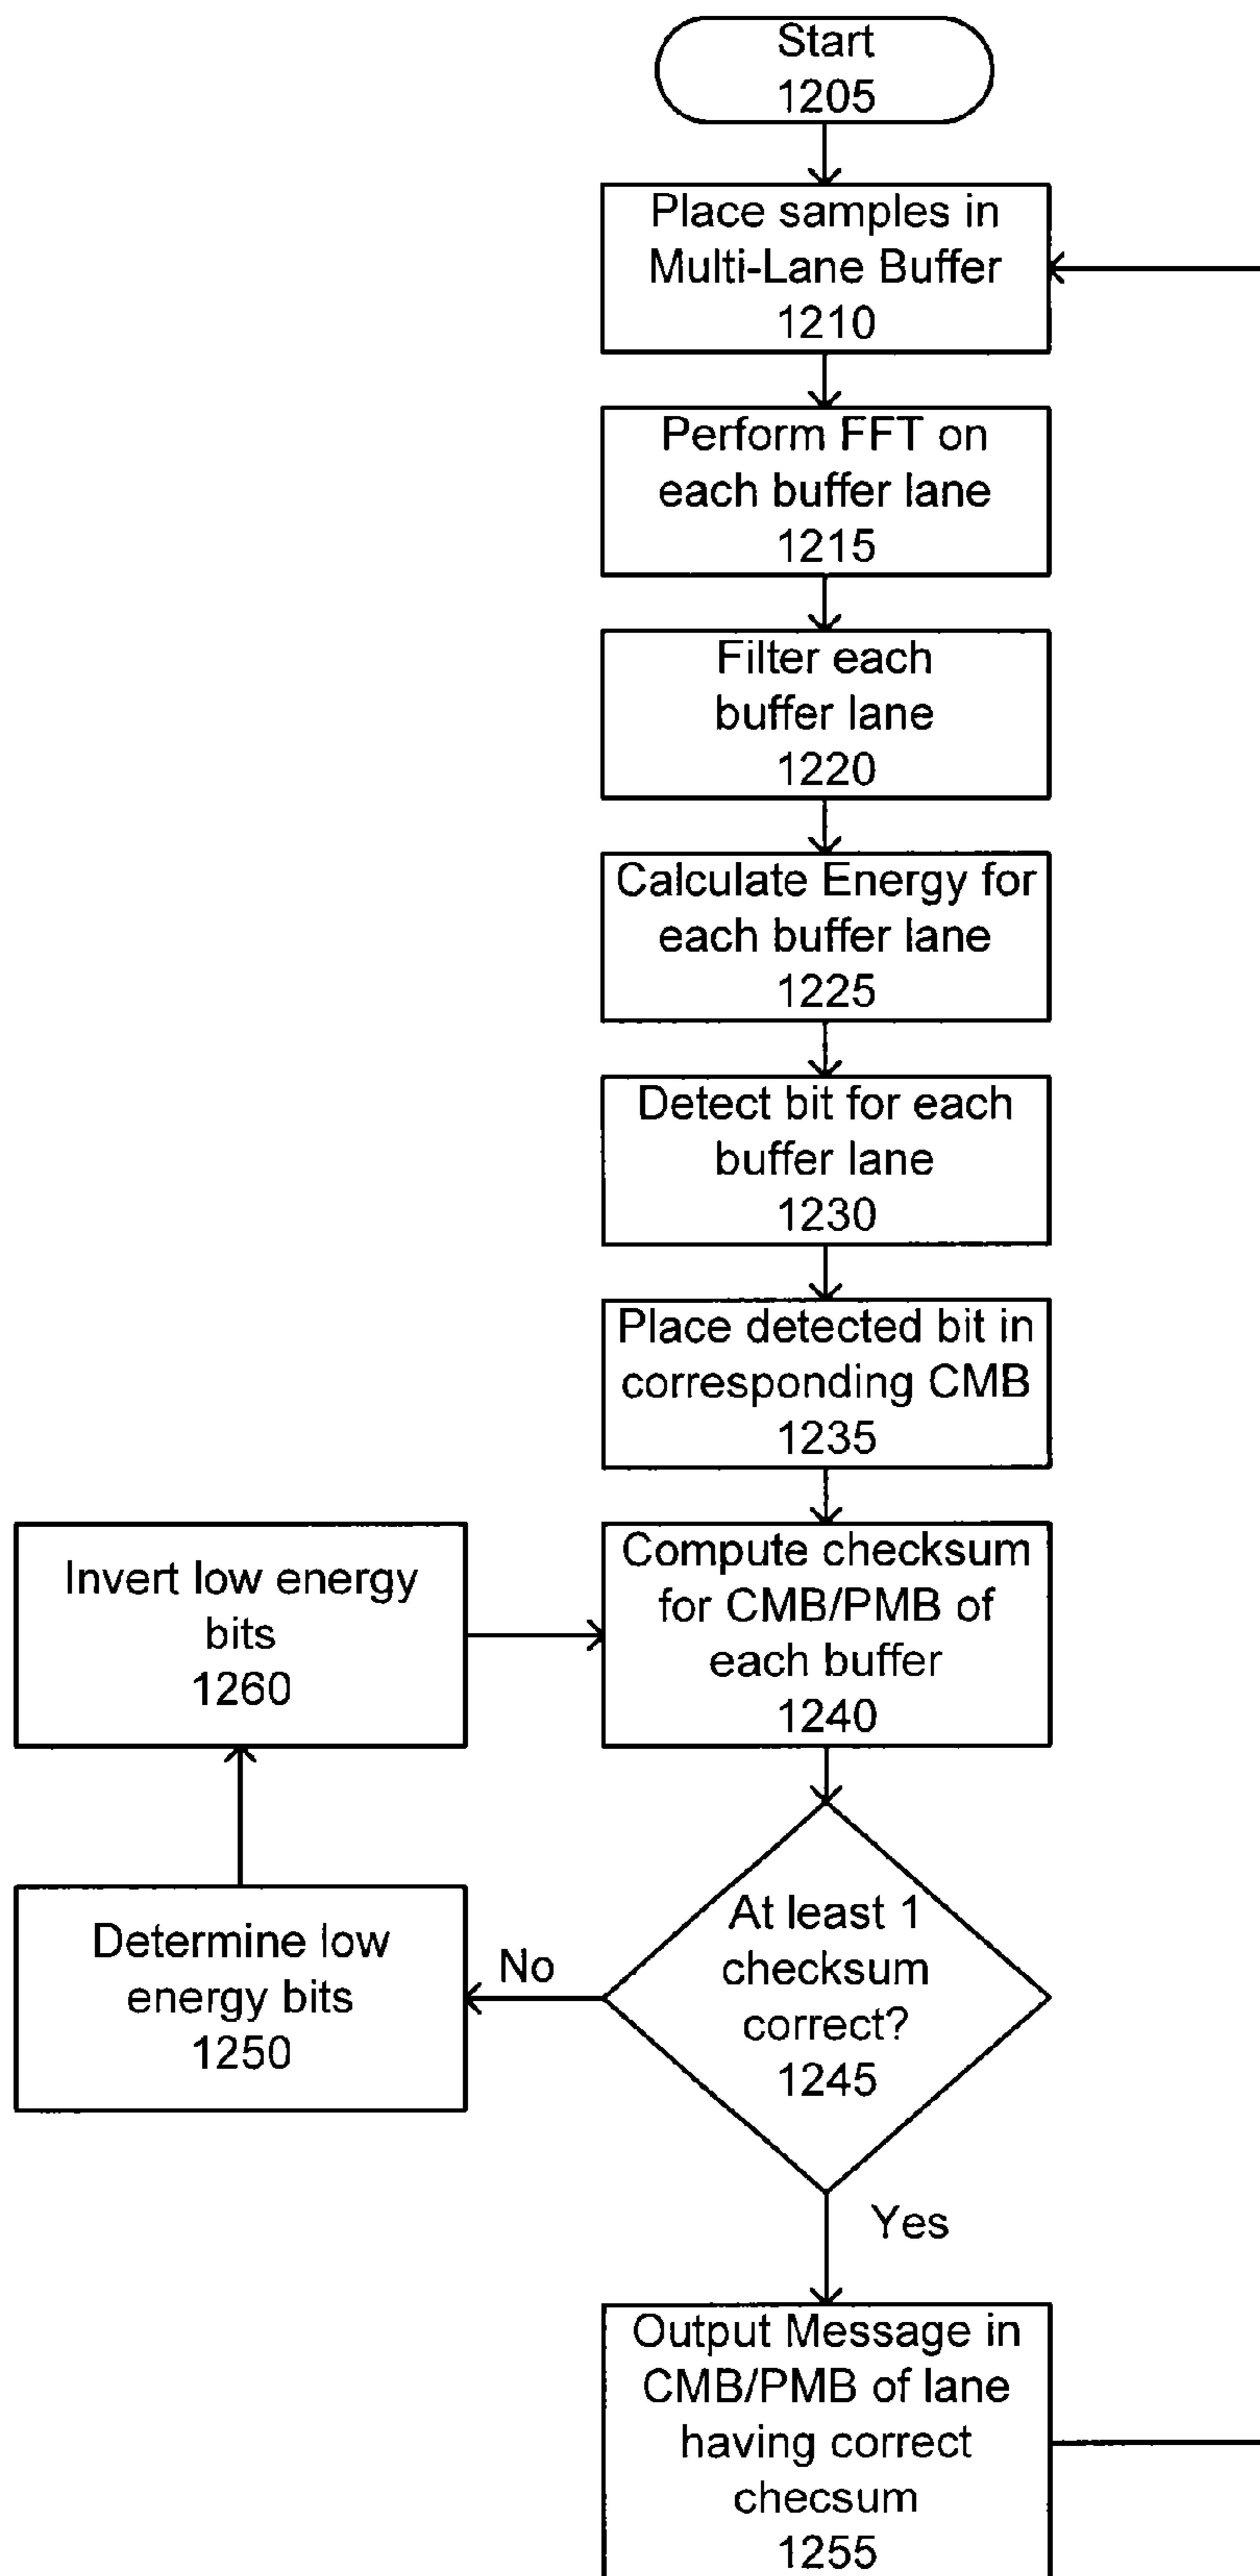 Start
1205
Place samples in
Multi-Lane Buffer
1210
Perform FFT on
each buffer lane
1215
Filter each
buffer lane
1220
Calculate Energy for
each buffer lane
1225
Detect bit for each
buffer lane
1230
Place detected bit in
corresponding CMB
1235
Compute checksum
for CMB/PMB of
each buffer
1240
Invert low energy
bits
1260
At least 1
checksum
correct?
1245
No
Determine low
energy bits
1250
Yes
Output Message in
CMB/PMB of lane
having correct
checsum
1255